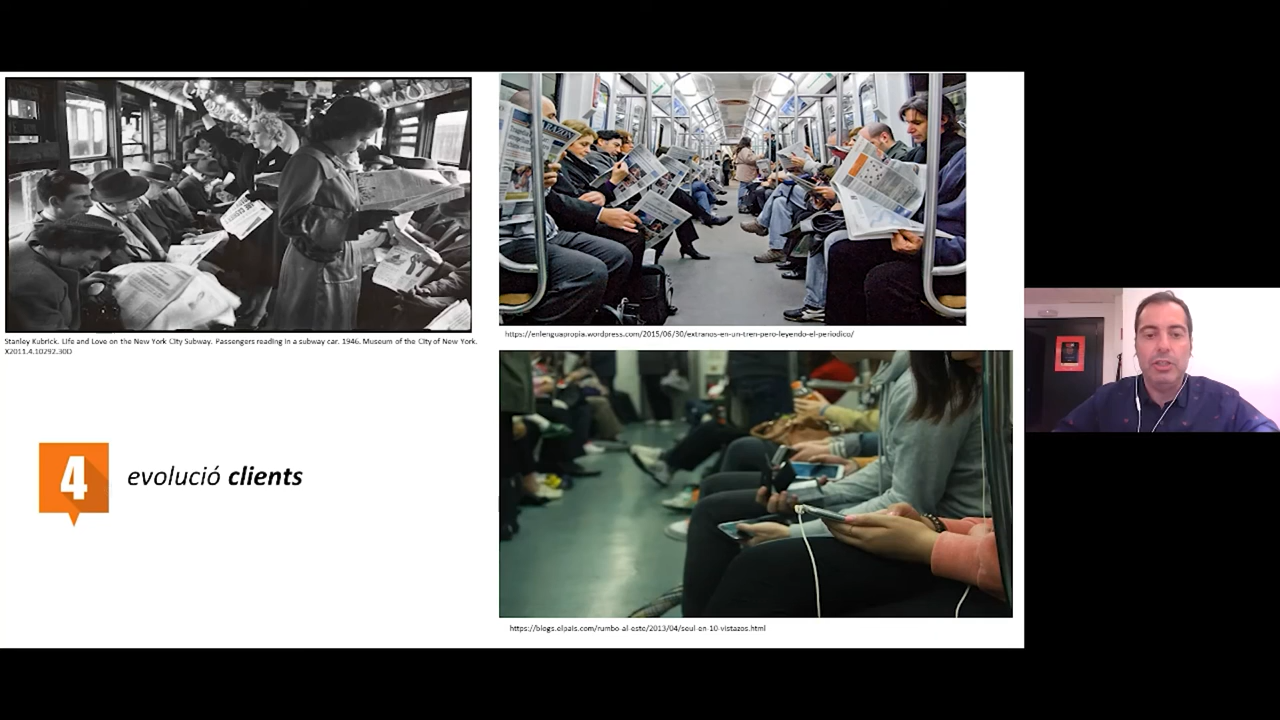 Stanley Kubrick. Life and Love on the New York City Subway. Passengers reading in a subway car. 1946. Museum of the City of New York.
X2011.4.10292.30D
https://enlenguapropia.wordpress.com/2015/06/30/extranos-en-un-tren-pero-leyendo-el-periodico/
4
evolució clients
https://blogs.elpais.com/rumbo-al-este/2013/04/seul-en-10-vistazos.html